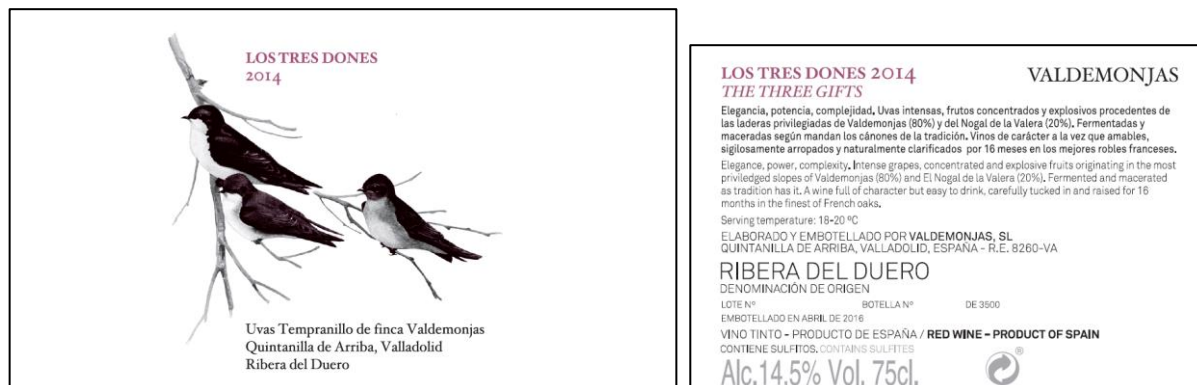 LOS TRES DONES
2014
Uvas Tempranillo de finca Valdemonjas
Quintanilla de Arriba, Valladolid
Ribera del Duero
LOS TRES DONES 2014
THE THREE GIFTS
VALDEMONJAS
Elegancia, potencia, complejidad. Uvas intensas, frutos concentrados y explosivos procedentes de
las laderas privilegiadas de Valdemonjas (80%) y del Nogal de la Valera (20%). Fermentadas y
maceradas según mandan los cánones de la tradición. Vinos de carácter a la vez que amables,
sigilosamente arropados y naturalmente clarificados por 16 meses en los mejores robles franceses.
Elegance, power, complexity. Intense grapes, concentrated and explosive fruits originating in the most
priviledged slopes of Valdemonjas (80%) and El Nogal de la Valera (20%). Fermented and macerated
as tradition has it. A wine full of character but easy to drink, carefully tucked in and raised for 16
months in the finest of French oaks.
Serving temperature: 18-20 ºC
ELABORADO Y EMBOTELLADO POR VALDEMONJAS, SL
QUINTANILLA DE ARRIBA, VALLADOLID, ESPAÑA - R.E. 8260-VA
RIBERA DEL DUERO
DENOMINACIÓN DE ORIGEN
LOTE Nº BOTELLA Nº DE 3500
EMBOTELLADO EN ABRIL DE 2016
VINO TINTO - PRODUCTO DE ESPAÑA / RED WINE – PRODUCT OF SPAIN
CONTIENE SULFITOS. CONTAINS SULFITES
Alc.14.5% Vol. 75cl.
®